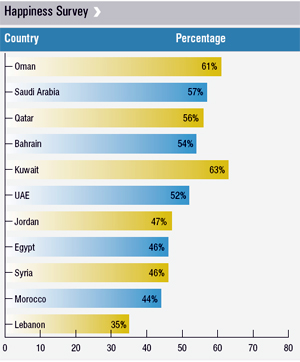 Happiness Survey
Country Percentage
Oman 61%
Saudi Arabia 57%
Qatar 56%
Bahrain 54%
Kuwait 63%
UAE 52%
Jordan 47%
Egypt 46%
Syria 46%
Morocco 44%
Lebanon 35%
0 10 20 30 40 50 60 70 80